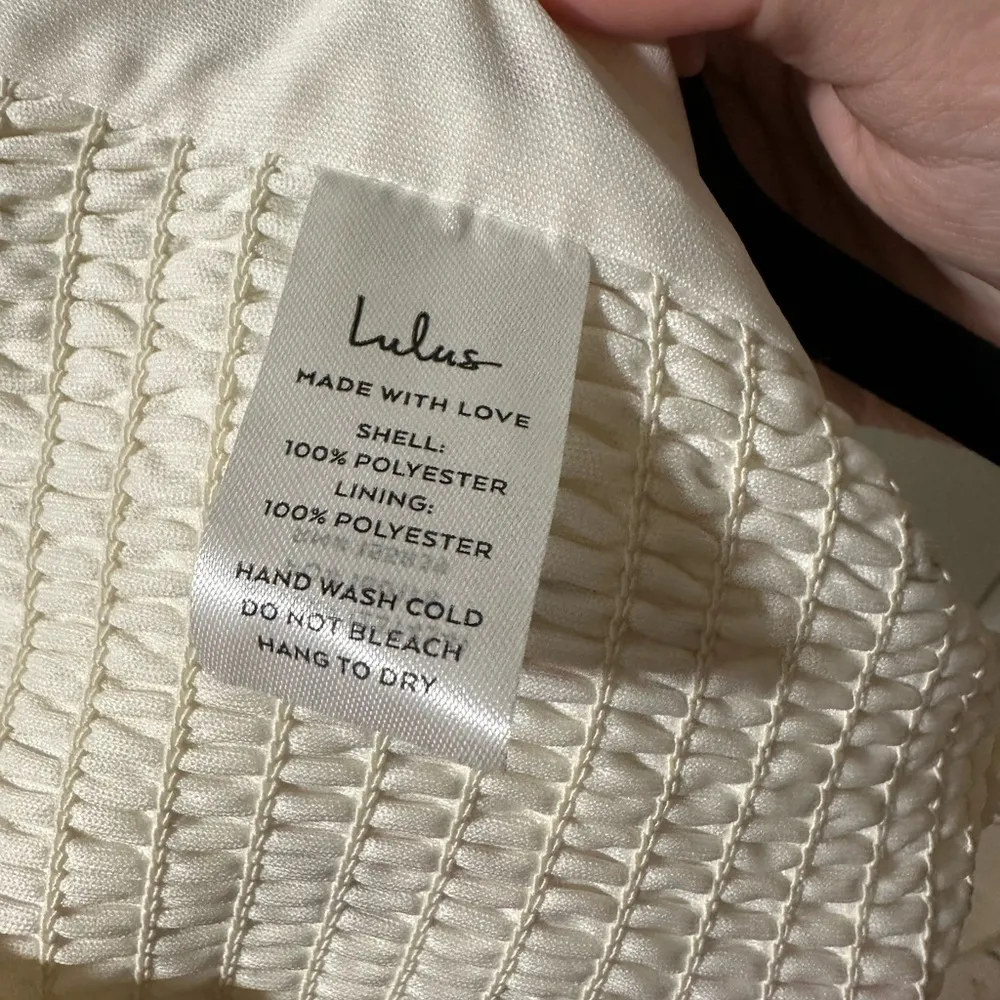 Lulus
MADE WITH LOVE
SHELL:
100% POLYESTER
LINING:
100% POLYESTER
HAND WASH COLD
DO NOT BLEACH
HANG TO DRY